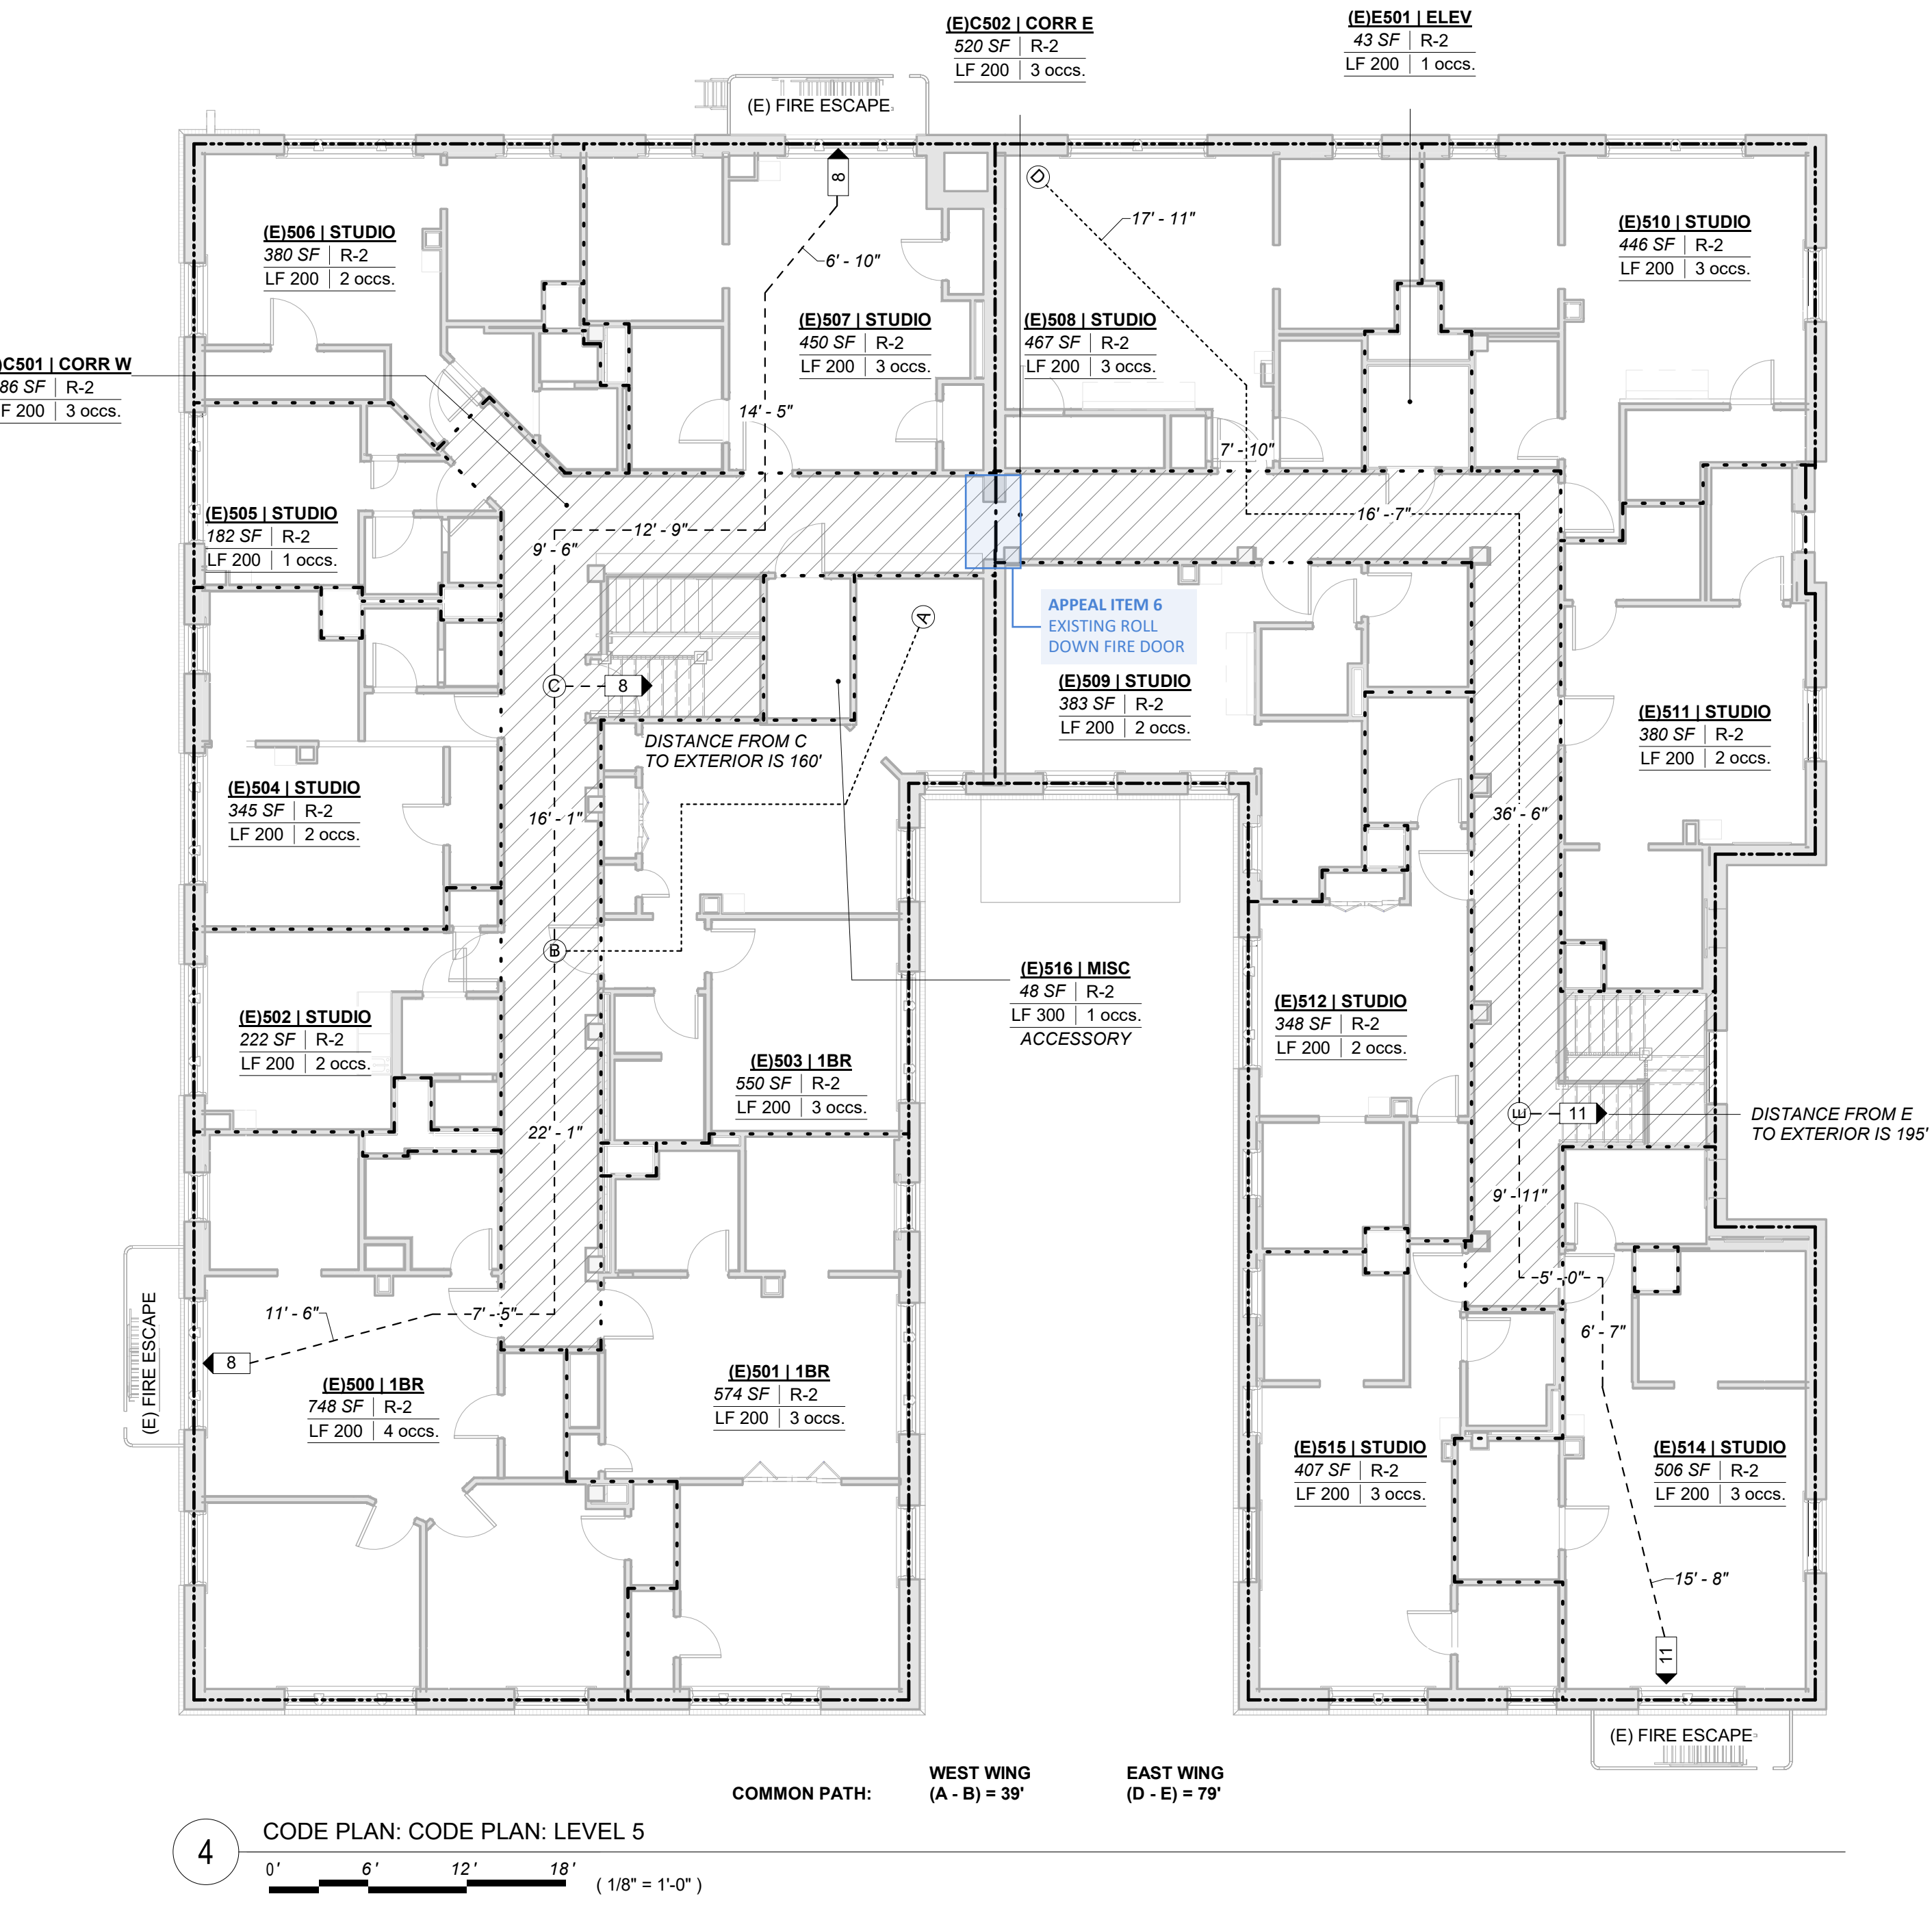 (E)C502 | CORR E
520 SF | R-2
LF 200 | 3 occs.
(E)E501 | ELEV
43 SF | R-2
LF 200 | 1 occs.
(E) FIRE ESCAPE
8
D
17' - 11"
6' - 10"
(E)506 | STUDIO
380 SF | R-2
LF 200 | 2 occs.
(E)507 | STUDIO
450 SF | R-2
LF 200 | 3 occs.
(E)508 | STUDIO
467 SF | R-2
LF 200 | 3 occs.
(E)510 | STUDIO
446 SF | R-2
LF 200 | 3 occs.
)C501 | CORR W
86 SF | R-2
F 200 | 3 occs.
14' - 5"
7' - 10"
(E)505 | STUDIO
182 SF | R-2
LF 200 | 1 occs.
12' - 9"
9' - 6"
16' - 7"
A
APPEAL ITEM 6
EXISTING ROLL
DOWN FIRE DOOR
C
8
DISTANCE FROM C
TO EXTERIOR IS 160'
(E)509 | STUDIO
383 SF | R-2
LF 200 | 2 occs.
(E)511 | STUDIO
380 SF | R-2
LF 200 | 2 occs.
(E)504 | STUDIO
345 SF | R-2
LF 200 | 2 occs.
16' - 1"
36' - 6"
B
(E)516 | MISC
48 SF | R-2
LF 300 | 1 occs.
ACCESSORY
(E)502 | STUDIO
222 SF | R-2
LF 200 | 2 occs.
(E)503 | 1BR
550 SF | R-2
LF 200 | 3 occs.
(E)512 | STUDIO
348 SF | R-2
LF 200 | 2 occs.
E
11
DISTANCE FROM E
TO EXTERIOR IS 195'
22' - 1"
9' - 11"
5' - 0"
6' - 7"
11' - 6"
7' - 5"
(E) FIRE ESCAPE
8
(E)500 | 1BR
748 SF | R-2
LF 200 | 4 occs.
(E)501 | 1BR
574 SF | R-2
LF 200 | 3 occs.
(E)515 | STUDIO
407 SF | R-2
LF 200 | 3 occs.
(E)514 | STUDIO
506 SF | R-2
LF 200 | 3 occs.
15' - 8"
11
(E) FIRE ESCAPE
COMMON PATH:
WEST WING
(A - B) = 39'
EAST WING
(D - E) = 79'
4
CODE PLAN: CODE PLAN: LEVEL 5
0' 6' 12' 18'
( 1/8" = 1'-0" )